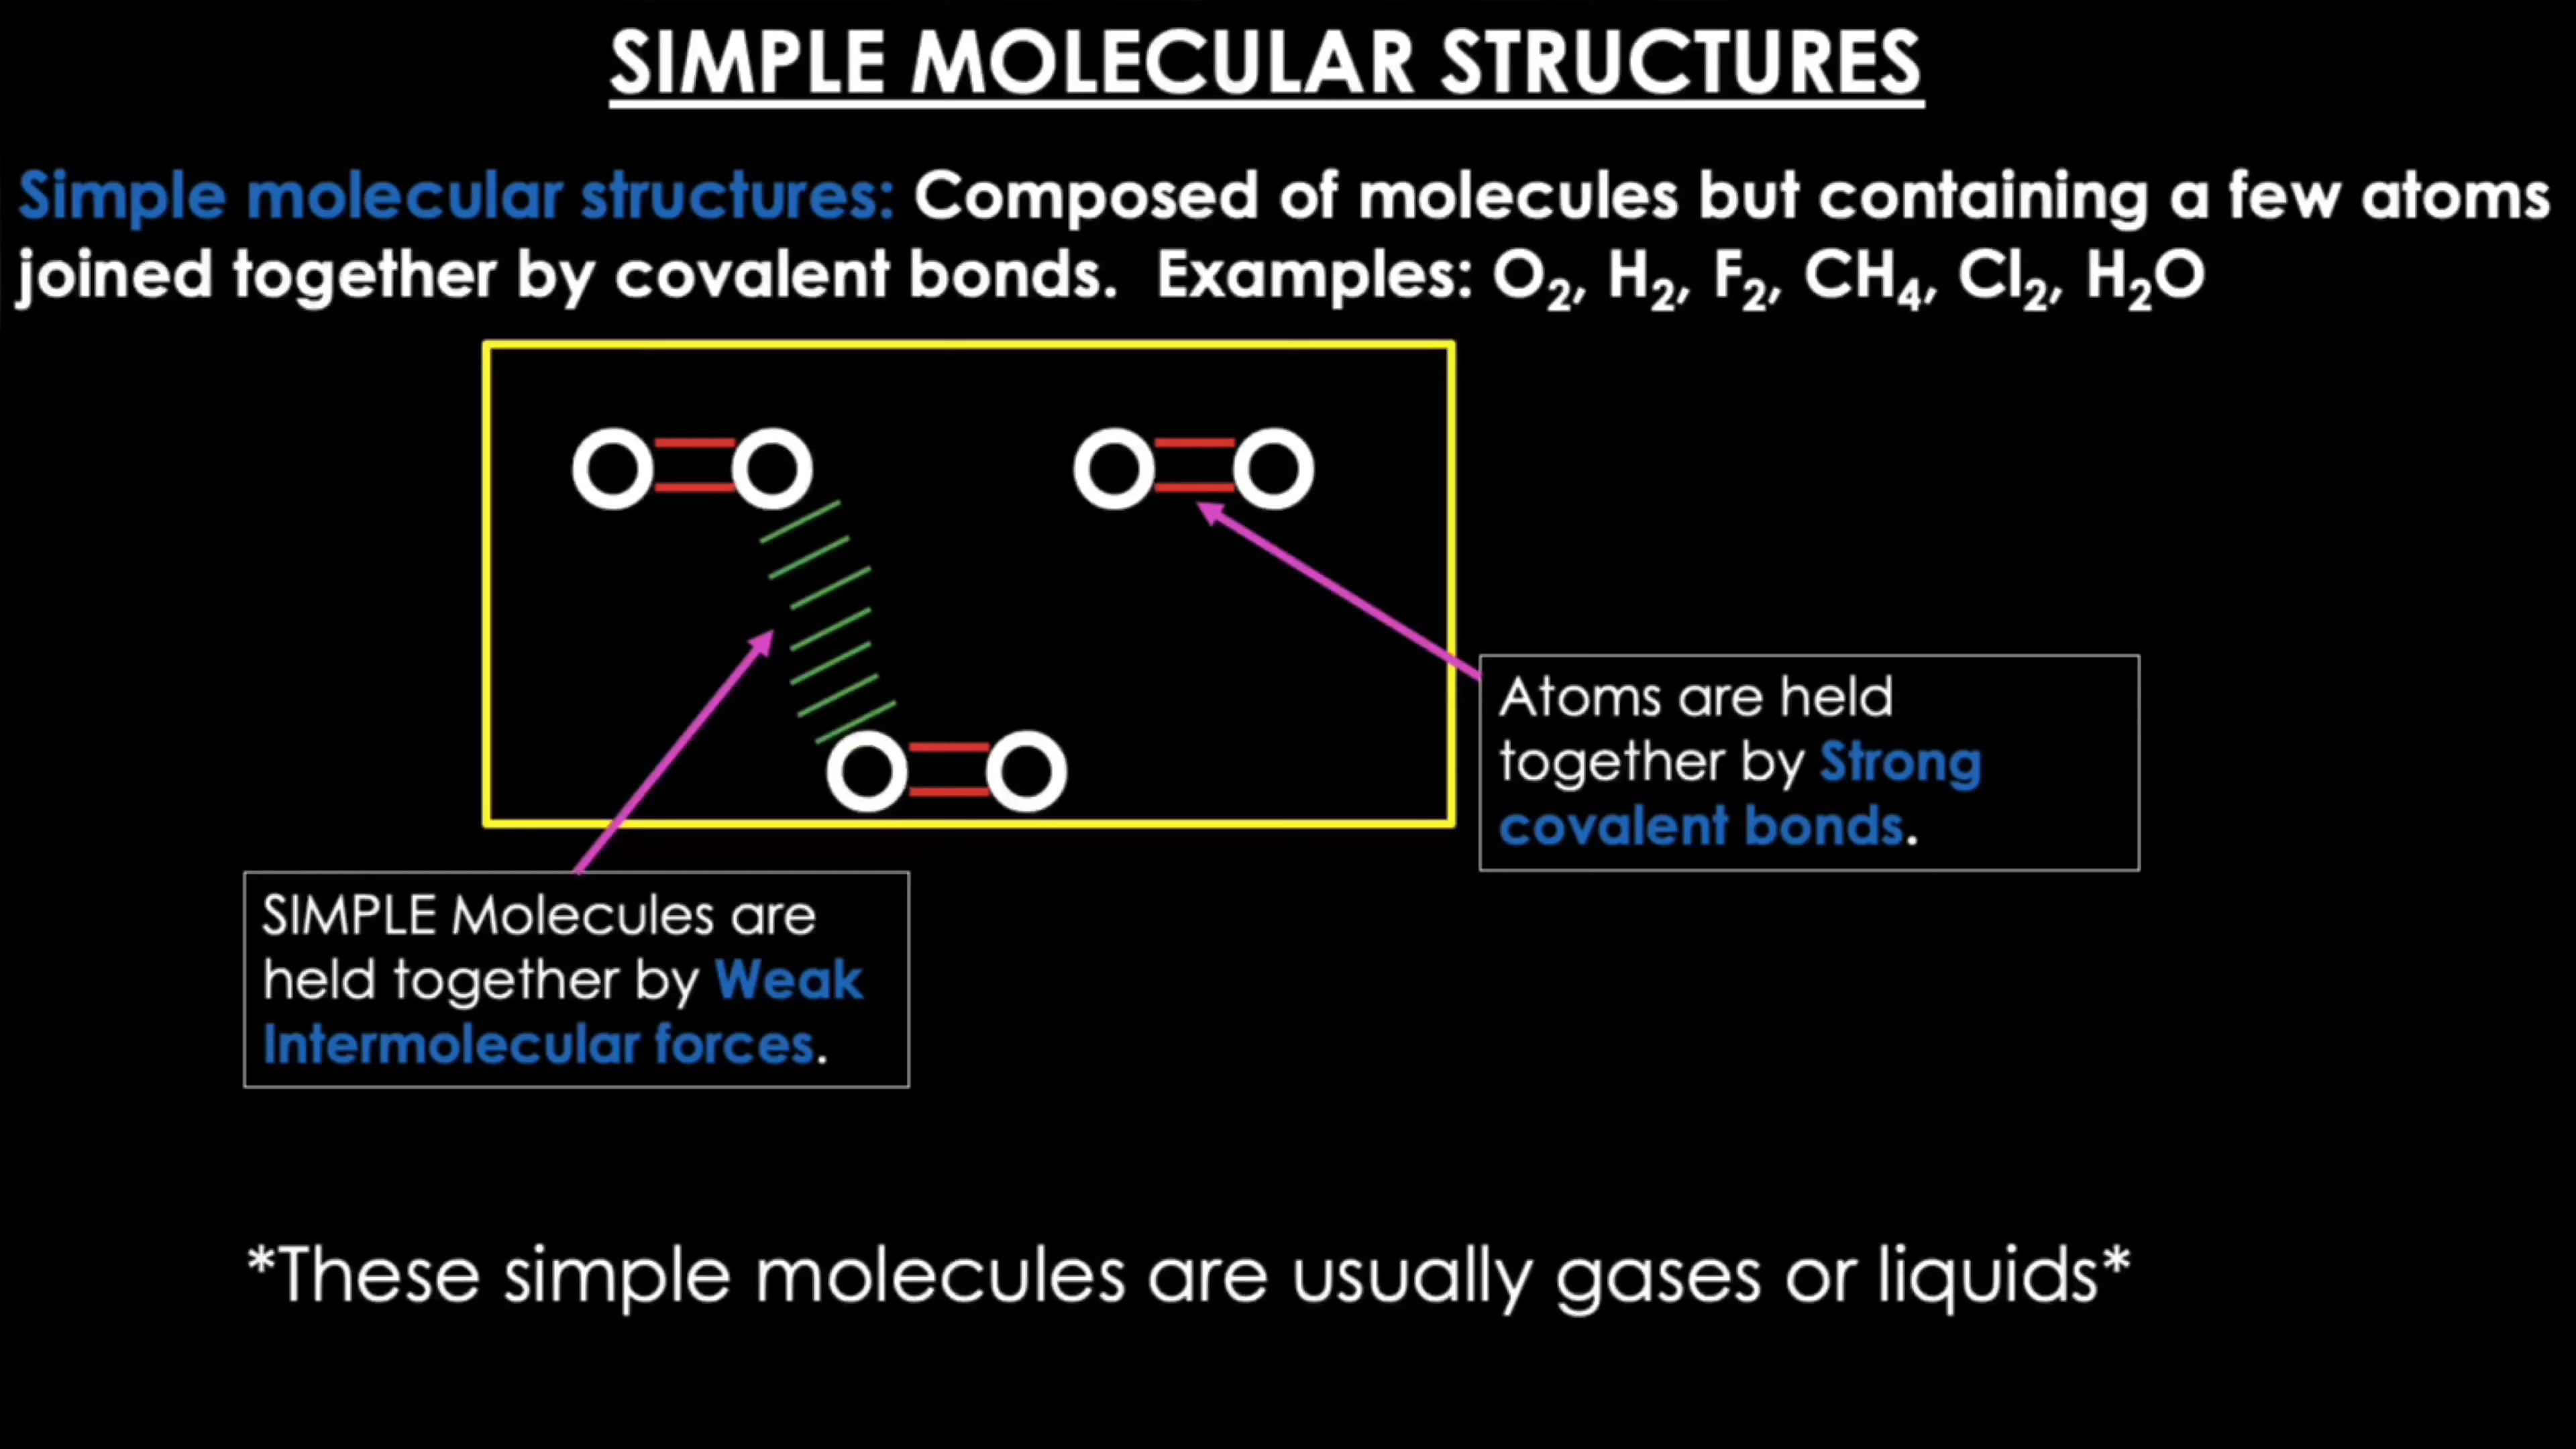 SIMPLE MOLECULAR STRUCTURES
Simple molecular structures: Composed of molecules but containing a few atoms
joined together by covalent bonds. Examples: O₂, H₂, F₂, CH₄, Cl₂, H₂O
O O
O O
O O
Atoms are held
together by Strong
covalent bonds.
SIMPLE Molecules are
held together by Weak
Intermolecular forces.
*These simple molecules are usually gases or liquids*